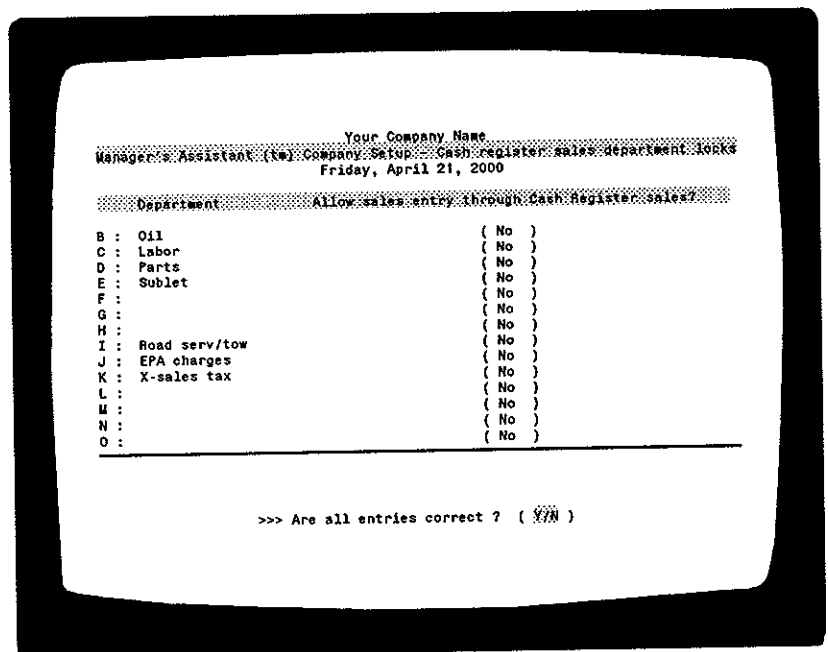 Your Company Name
Manager's Assistant (tm) Company Setup - Cash register sales department locks
Friday, April 21, 2000
Department Allow sales entry through Cash Register sales?
B : Oil ( No )
C : Labor ( No )
D : Parts ( No )
E : Sublet ( No )
F : ( No )
G : ( No )
H : ( No )
I : Road serv/tow ( No )
J : EPA charges ( No )
K : X-sales tax ( No )
L : ( No )
M : ( No )
N : ( No )
O : ( No )
>>> Are all entries correct ? ( Y/N )